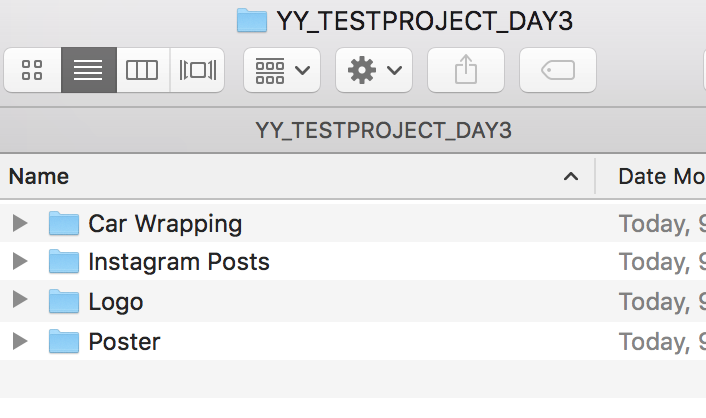 YY_TESTPROJECT_DAY3
YY_TESTPROJECT_DAY3
Name Date Mo
Car Wrapping Today, 9
Instagram Posts Today, 9
Logo Today, 9
Poster Today, 9